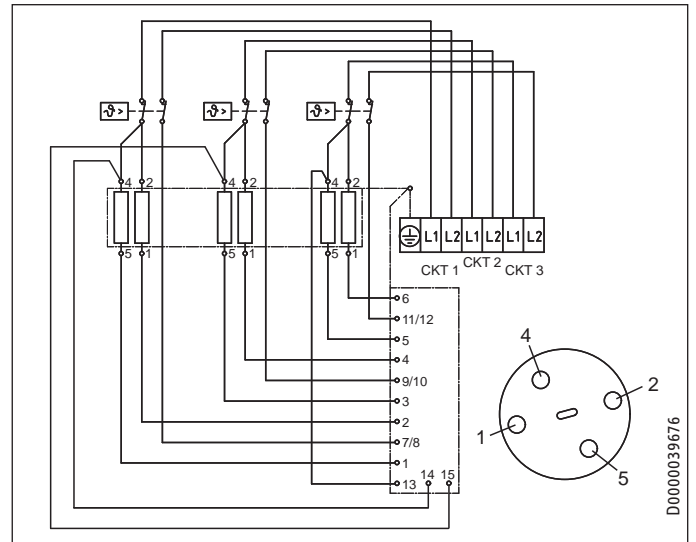 ϑ> ϑ> ϑ>
4 2 4 2 4 2
5 1 5 1 5 1
L1 L2 L1 L2 L1 L2
CKT 1 CKT 2 CKT 3
6
11/12
5
4
9/10
3
2
7/8
1
13 14 15
4
2
1
5
D0000039676